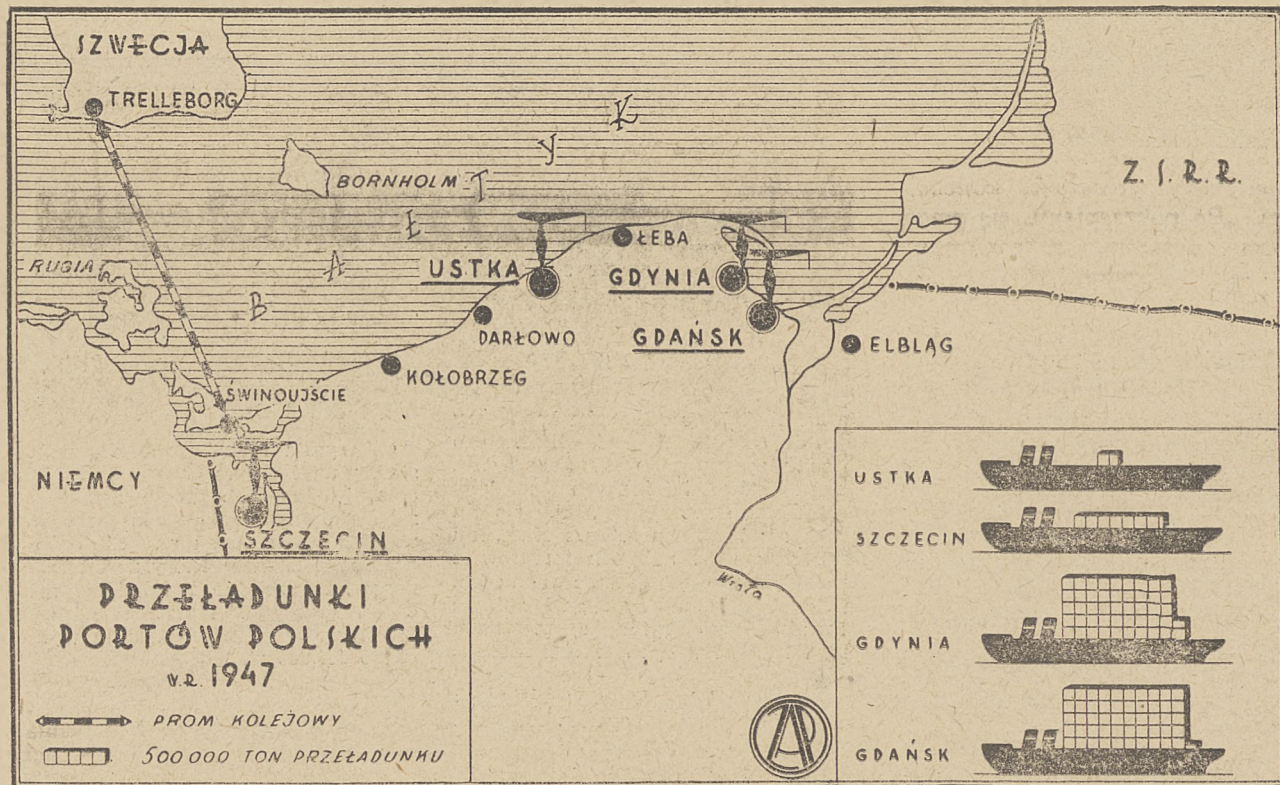 SZWECJA
TRELLEBORG
K
Y
BORNHOLM
T
Z. S. R. R.
E
ŁEBA
RUGIA
A
USTKA
GDYNIA
B
DARŁOWO
GDAŃSK
ELBLĄG
KOŁOBRZEG
ŚWINOUJŚCIE
NIEMCY
SZCZECIN
Wisła
PRZEŁADUNKI
PORTÓW POLSKICH
W.R. 1947
PROM KOLEJOWY
500 000 TON PRZEŁADUNKU
USTKA
SZCZECIN
GDYNIA
GDAŃSK